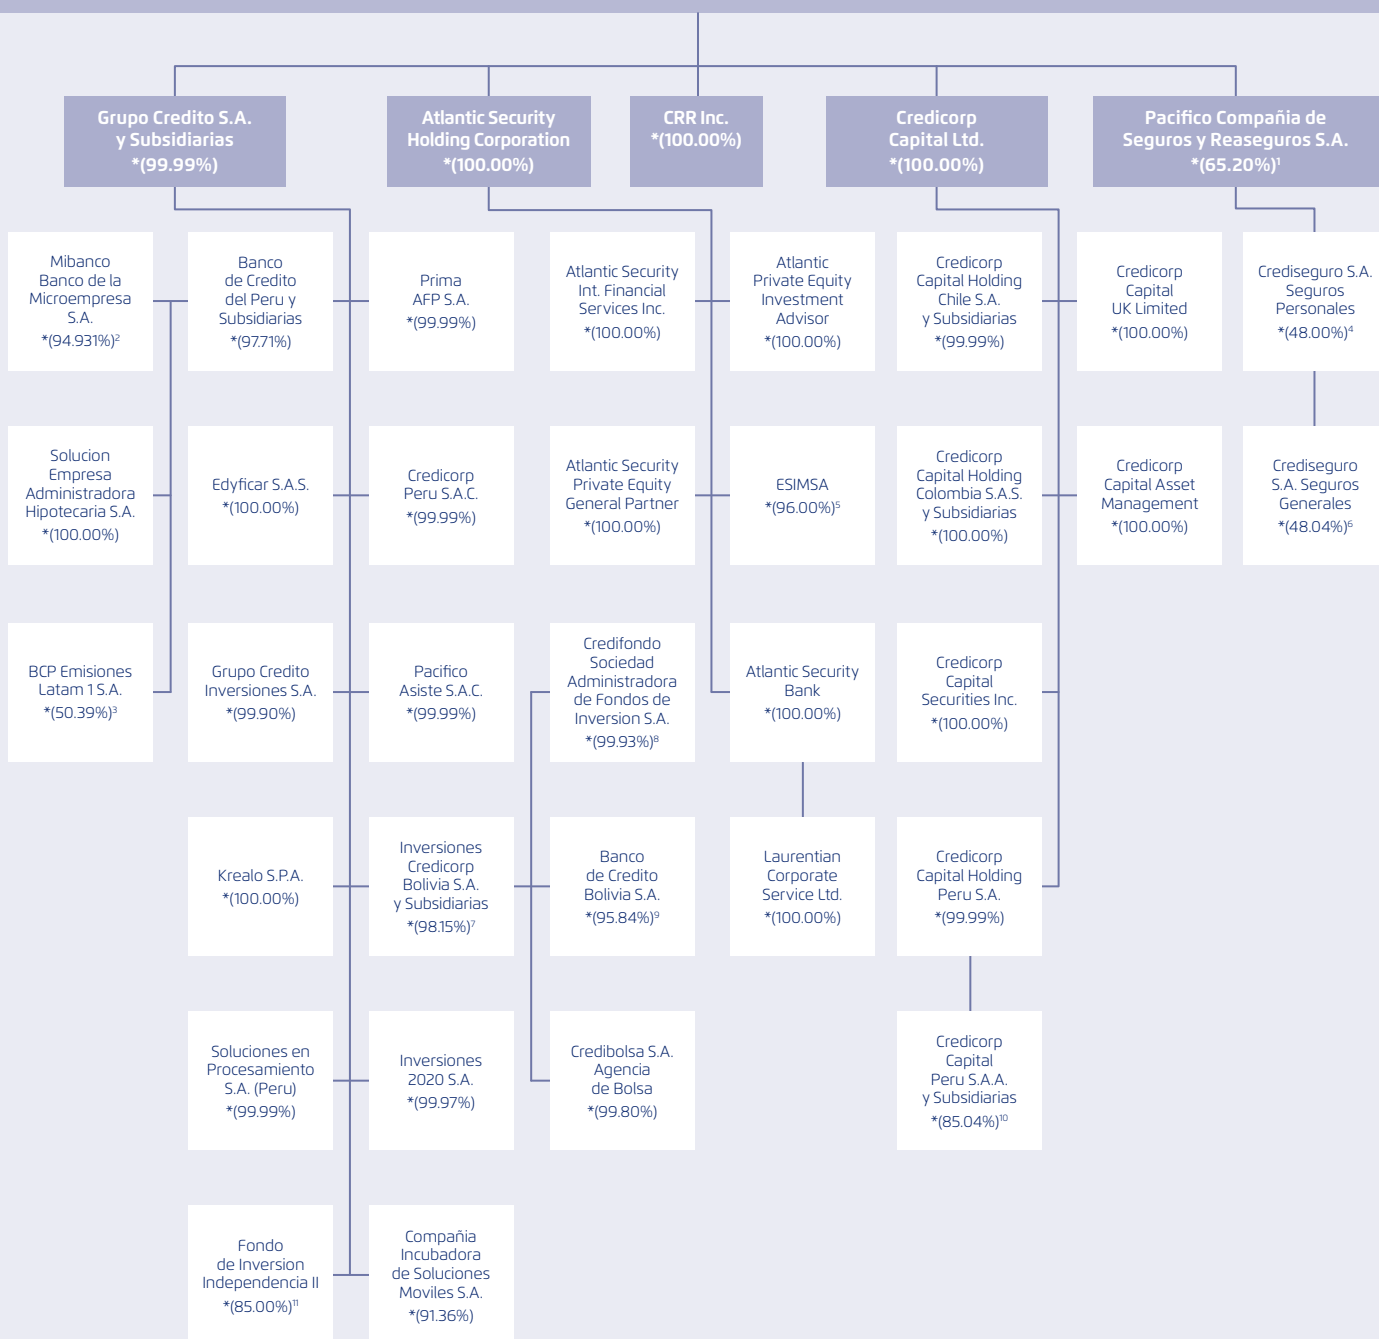 Grupo Credito S.A.
y Subsidiarias
*(99.99%)
Atlantic Security
Holding Corporation
*(100.00%)
CRR Inc.
*(100.00%)
Credicorp
Capital Ltd.
*(100.00%)
Pacifico Compañia de
Seguros y Reaseguros S.A.
*(65.20%)¹
Mibanco
Banco de la
Microempresa
S.A.
*(94.931%)²
Banco
de Credito
del Peru y
Subsidiarias
*(97.71%)
Prima
AFP S.A.
*(99.99%)
Atlantic Security
Int. Financial
Services Inc.
*(100.00%)
Atlantic
Private Equity
Investment
Advisor
*(100.00%)
Credicorp
Capital Holding
Chile S.A.
y Subsidiarias
*(99.99%)
Credicorp
Capital
UK Limited
*(100.00%)
Crediseguro S.A.
Seguros
Personales
*(48.00%)⁴
Solucion
Empresa
Administradora
Hipotecaria S.A.
*(100.00%)
Edyficar S.A.S.
*(100.00%)
Credicorp
Peru S.A.C.
*(99.99%)
Atlantic Security
Private Equity
General Partner
*(100.00%)
ESIMSA
*(96.00%)⁵
Credicorp
Capital Holding
Colombia S.A.S.
y Subsidiarias
*(100.00%)
Credicorp
Capital Asset
Management
*(100.00%)
Crediseguro
S.A. Seguros
Generales
*(48.04%)⁶
BCP Emisiones
Latam 1 S.A.
*(50.39%)³
Grupo Credito
Inversiones S.A.
*(99.90%)
Pacifico
Asiste S.A.C.
*(99.99%)
Credifondo
Sociedad
Administradora
de Fondos de
Inversion S.A.
*(99.93%)⁸
Atlantic Security
Bank
*(100.00%)
Credicorp
Capital
Securities Inc.
*(100.00%)
Krealo S.P.A.
*(100.00%)
Inversiones
Credicorp
Bolivia S.A.
y Subsidiarias
*(98.15%)⁷
Banco
de Credito
Bolivia S.A.
*(95.84%)⁹
Laurentian
Corporate
Service Ltd.
*(100.00%)
Credicorp
Capital Holding
Peru S.A.
*(99.99%)
Soluciones en
Procesamiento
S.A. (Peru)
*(99.99%)
Inversiones
2020 S.A.
*(99.97%)
Credibolsa S.A.
Agencia
de Bolsa
*(99.80%)
Credicorp
Capital
Peru S.A.A.
y Subsidiarias
*(85.04%)¹⁰
Fondo
de Inversion
Independencia II
*(85.00%)¹¹
Compañia
Incubadora
de Soluciones
Moviles S.A.
*(91.36%)